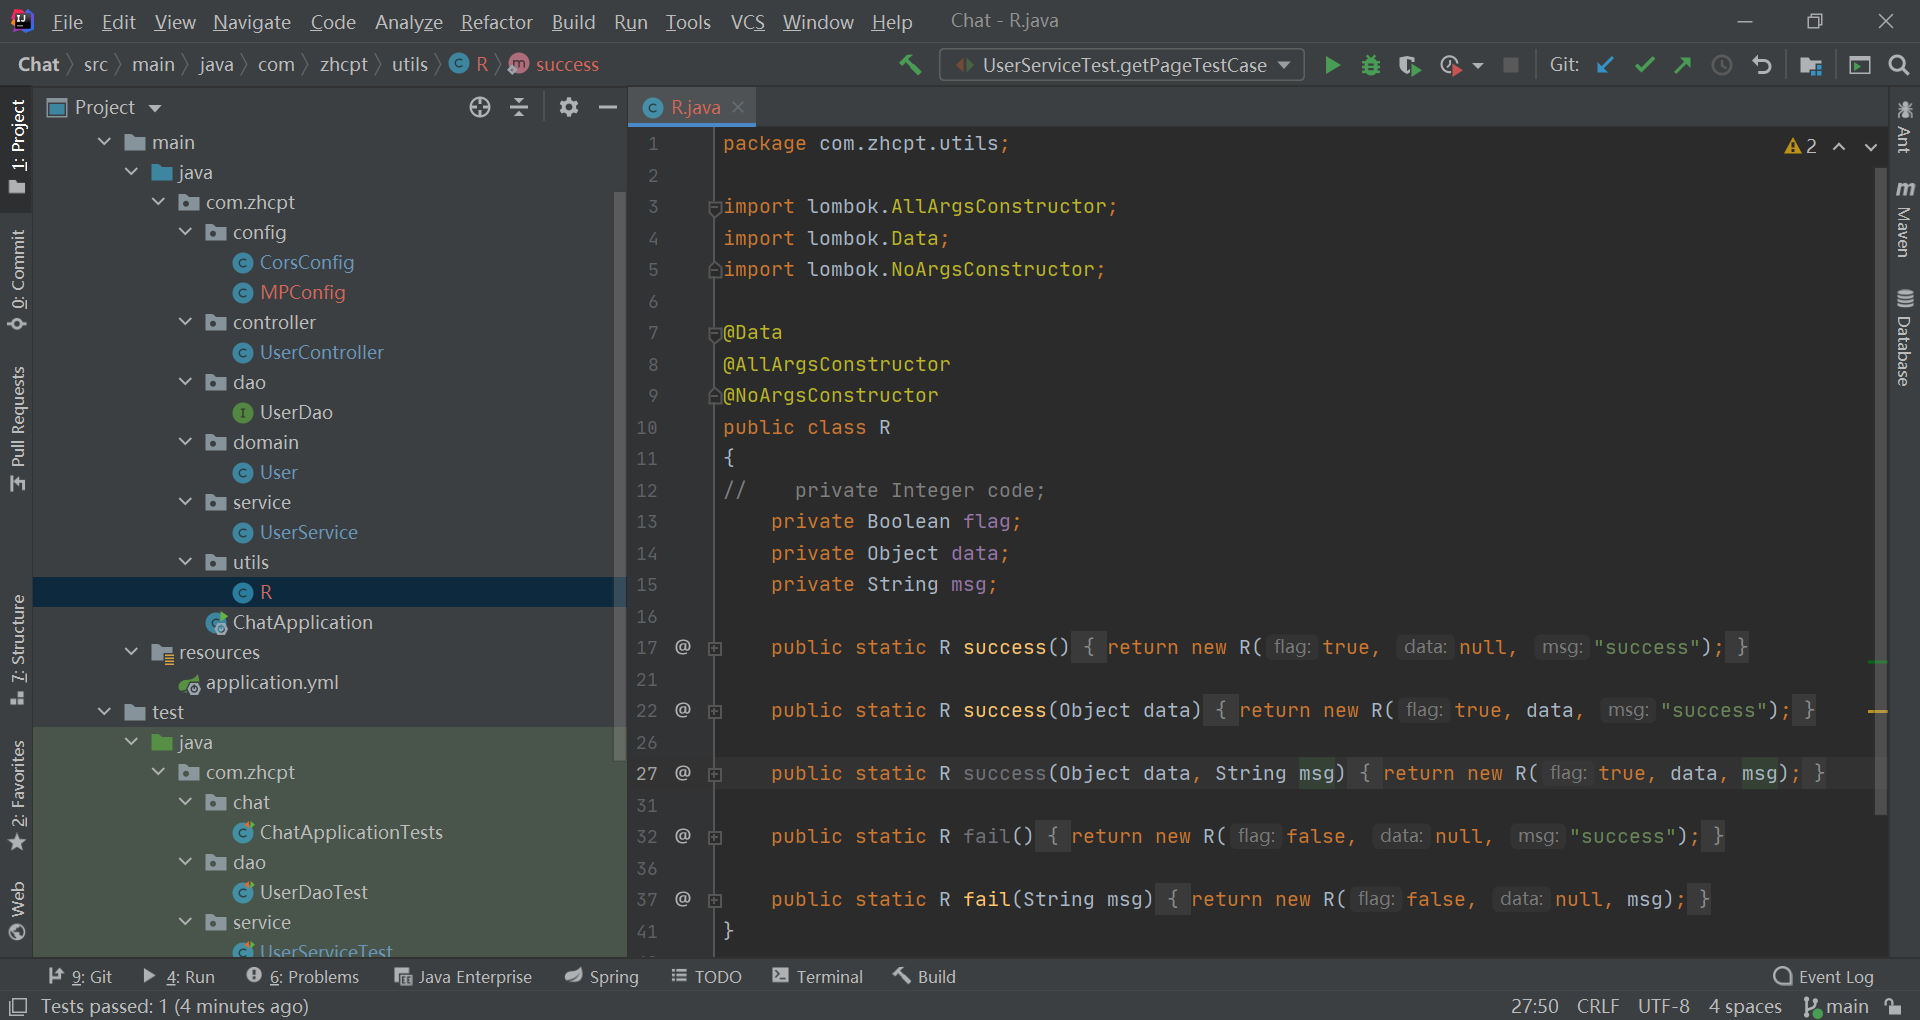 File Edit View Navigate Code Analyze Refactor Build Run Tools VCS Window Help Chat - R.java
Chat src main java com zhcpt utils R success UserServiceTest.getPageTestCase Git:
1: Project
0: Commit
Pull Requests
7: Structure
2: Favorites
Web
Project
main
java
com.zhcpt
config
CorsConfig
MPConfig
controller
UserController
dao
UserDao
domain
User
service
UserService
utils
R
ChatApplication
resources
application.yml
test
java
com.zhcpt
chat
ChatApplicationTests
dao
UserDaoTest
service
UserServiceTest
R.java
2
1 package com.zhcpt.utils;
2
3 import lombok.AllArgsConstructor;
4 import lombok.Data;
5 import lombok.NoArgsConstructor;
6
7 @Data
8 @AllArgsConstructor
9 @NoArgsConstructor
10 public class R
11 {
12 //    private Integer code;
13     private Boolean flag;
14     private Object data;
15     private String msg;
16
17 @     public static R success() { return new R( flag: true, data: null, msg: "success"); }
21
22 @     public static R success(Object data) { return new R( flag: true, data, msg: "success"); }
26
27 @     public static R success(Object data, String msg) { return new R( flag: true, data, msg); }
31
32 @     public static R fail() { return new R( flag: false, data: null, msg: "success"); }
36
37 @     public static R fail(String msg) { return new R( flag: false, data: null, msg); }
41 }
Ant
Maven
Database
9: Git 4: Run 6: Problems Java Enterprise Spring TODO Terminal Build Event Log
Tests passed: 1 (4 minutes ago) 27:50 CRLF UTF-8 4 spaces main